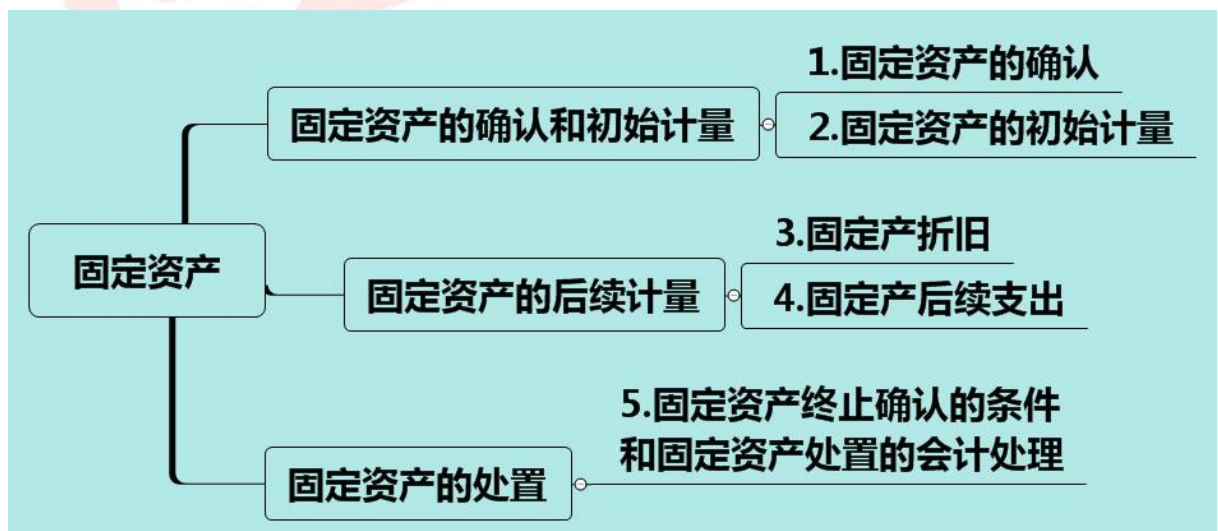 1.固定资产的确认
固定资产的确认和初始计量
2.固定资产的初始计量
固定资产
3.固定产折旧
固定资产的后续计量
4.固定产后续支出
5.固定资产终止确认的条件
和固定资产处置的会计处理
固定资产的处置